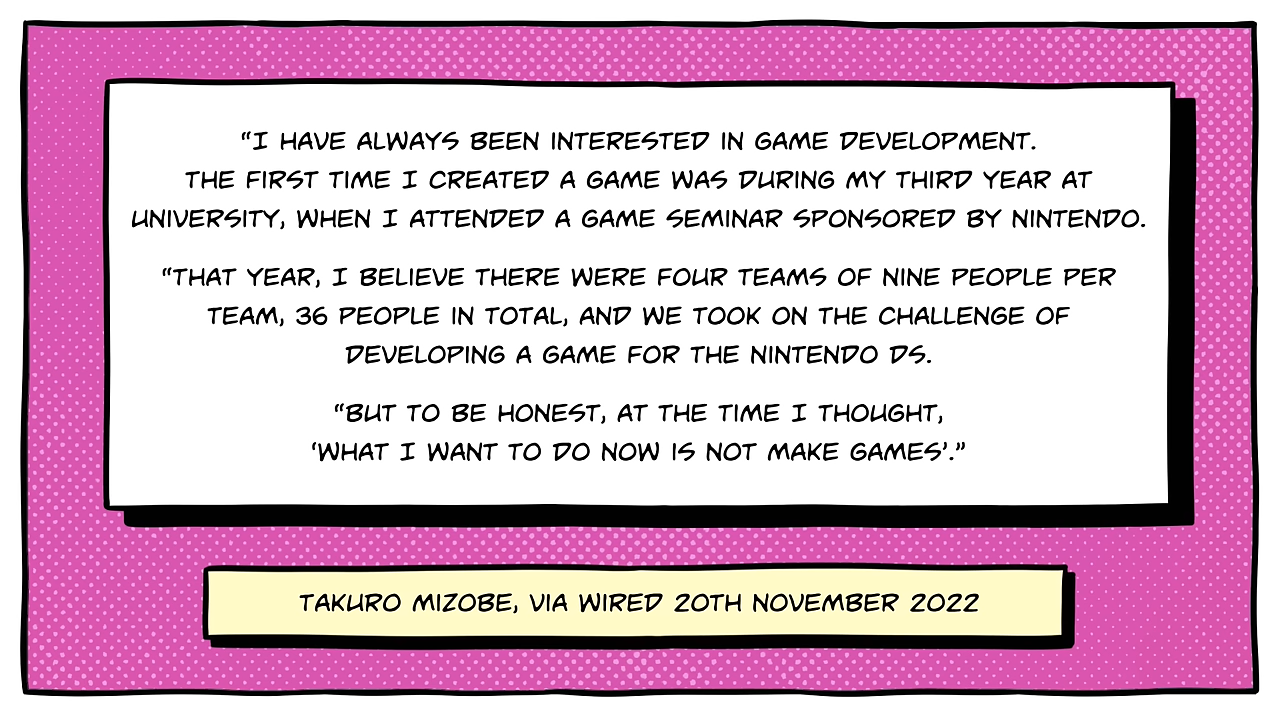 “I HAVE ALWAYS BEEN INTERESTED IN GAME DEVELOPMENT.
THE FIRST TIME I CREATED A GAME WAS DURING MY THIRD YEAR AT
UNIVERSITY, WHEN I ATTENDED A GAME SEMINAR SPONSORED BY NINTENDO.
“THAT YEAR, I BELIEVE THERE WERE FOUR TEAMS OF NINE PEOPLE PER
TEAM, 36 PEOPLE IN TOTAL, AND WE TOOK ON THE CHALLENGE OF
DEVELOPING A GAME FOR THE NINTENDO DS.
“BUT TO BE HONEST, AT THE TIME I THOUGHT,
‘WHAT I WANT TO DO NOW IS NOT MAKE GAMES’.”
TAKURO MIZOBE, VIA WIRED 20TH NOVEMBER 2022